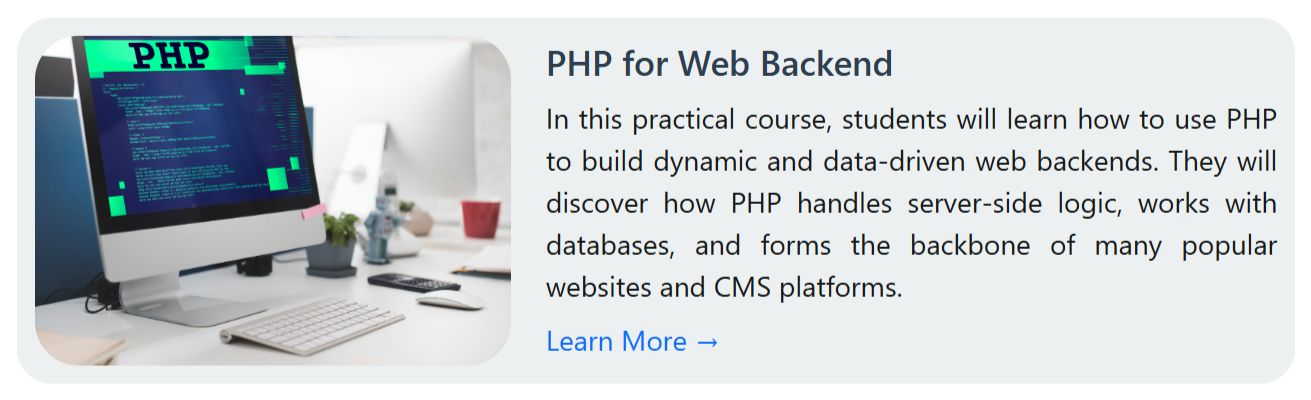 PHP
PHP for Web Backend
In this practical course, students will learn how to use PHP
to build dynamic and data-driven web backends. They will
discover how PHP handles server-side logic, works with
databases, and forms the backbone of many popular
websites and CMS platforms.
Learn More →